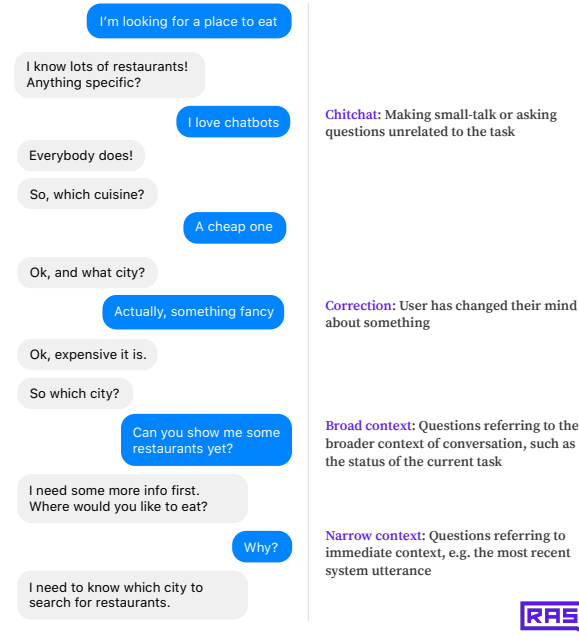 I'm looking for a place to eat
I know lots of restaurants!
Anything specific?
I love chatbots
Chitchat: Making small-talk or asking
questions unrelated to the task
Everybody does!
So, which cuisine?
A cheap one
Ok, and what city?
Actually, something fancy
Correction: User has changed their mind
about something
Ok, expensive it is.
So which city?
Can you show me some
restaurants yet?
Broad context: Questions referring to the
broader context of conversation, such as
the status of the current task
I need some more info first.
Where would you like to eat?
Why?
Narrow context: Questions referring to
immediate context, e.g. the most recent
system utterance
I need to know which city to
search for restaurants.
RAS